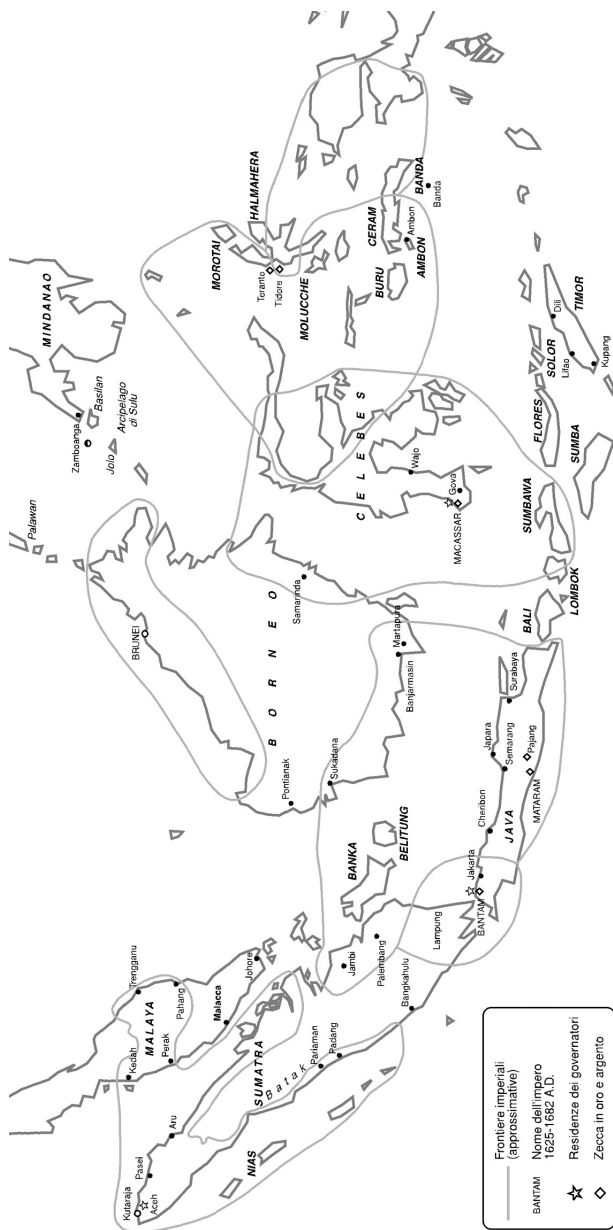 Palawan
MINDANAO
Zamboanga
Basilan
Arcipelago
di Sulu
Jolo
MOROTAI
HALMAHERA
Teranto
Tidore
MOLUCCHE
BURU
CERAM
Ambon
AMBON
BANDA
Banda
BRUNEI
BORNEO
Samarinda
Pontianak
Sukadana
Martapura
Banjarmasin
CELEBES
Wajo
Gova
MACASSAR
Trengganu
Kedah
MALAYA
Perak
Pahang
Malacca
Johore
Kutaraja
Aceh
Pasei
Aru
SUMATRA
Batak
Pariaman
Padang
NIAS
Jambi
Palembang
Bangkahulu
BANKA
BELITUNG
Lampung
BANTAM
Jakarta
Cheribon
JAVA
Japara
Semarang
Pajang
MATARAM
Surabaya
BALI
LOMBOK
SUMBAWA
FLORES
SUMBA
SOLOR
Lifao
Dili
TIMOR
Kupang
Frontiere imperiali
(approssimative)
BANTAM
Nome dell'impero
1625-1682 A.D.
Residenze dei governatori
Zecca in oro e argento